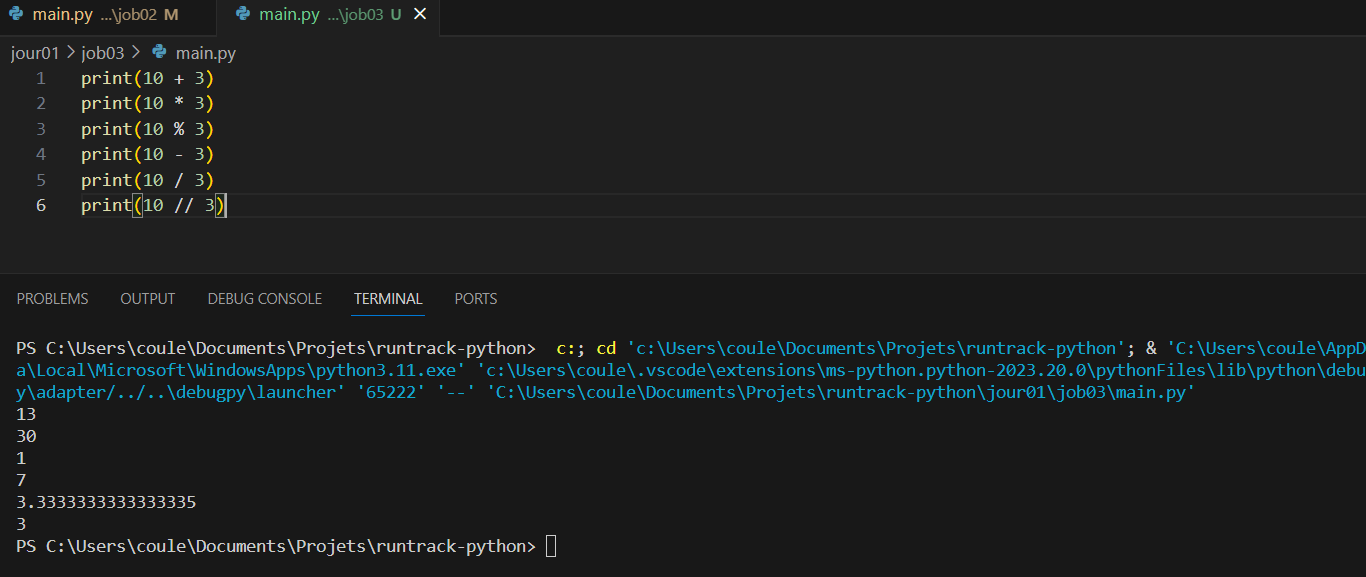 main.py ...\job02 M main.py ...\job03 U
jour01 > job03 > main.py
1 print(10 + 3)
2 print(10 * 3)
3 print(10 % 3)
4 print(10 - 3)
5 print(10 / 3)
6 print(10 // 3)
PROBLEMS OUTPUT DEBUG CONSOLE TERMINAL PORTS
PS C:\Users\coule\Documents\Projets\runtrack-python>  c:; cd 'c:\Users\coule\Documents\Projets\runtrack-python'; & 'C:\Users\coule\AppD
a\Local\Microsoft\WindowsApps\python3.11.exe' 'c:\Users\coule\.vscode\extensions\ms-python.python-2023.20.0\pythonFiles\lib\python\debu
y\adapter/../..\debugpy\launcher' '65222' '--' 'C:\Users\coule\Documents\Projets\runtrack-python\jour01\job03\main.py'
13
30
1
7
3.3333333333333335
3
PS C:\Users\coule\Documents\Projets\runtrack-python>